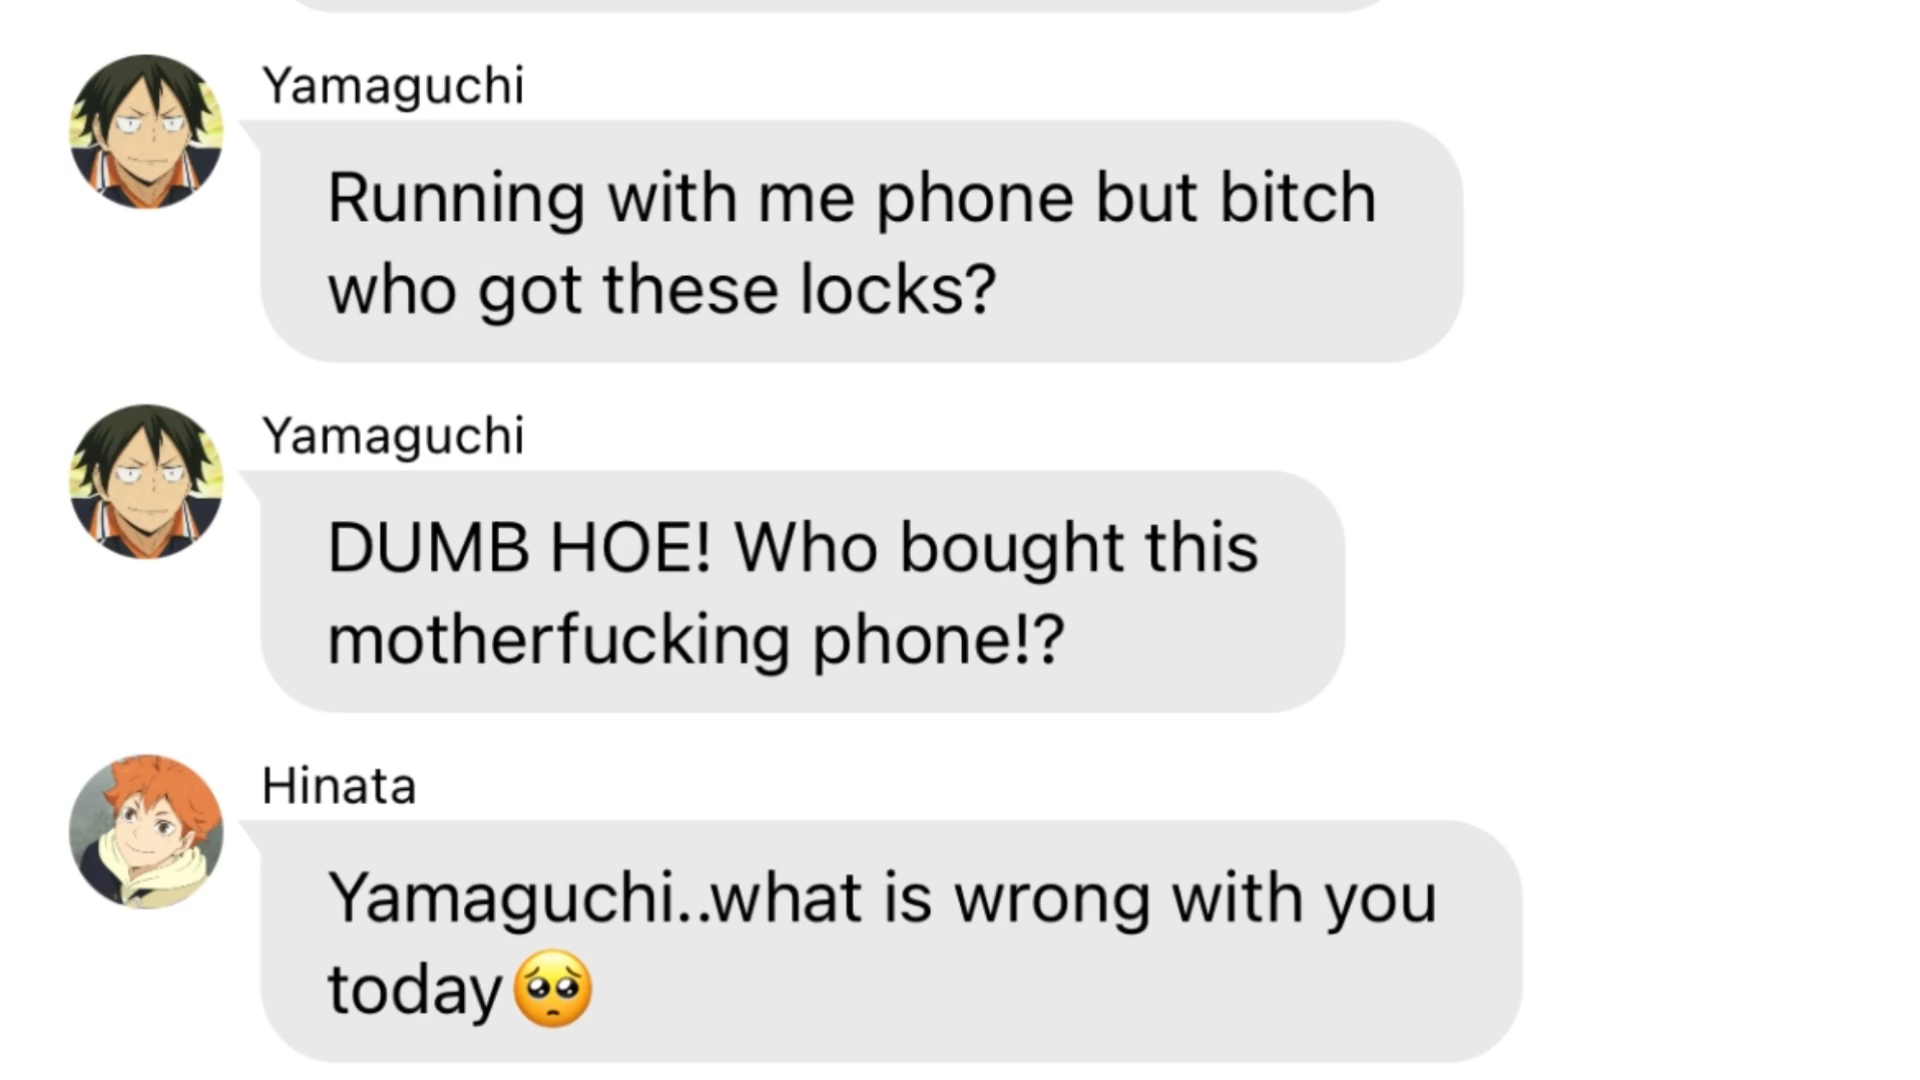 Yamaguchi
Running with me phone but bitch
who got these locks?
Yamaguchi
DUMB HOE! Who bought this
motherfucking phone!?
Hinata
Yamaguchi..what is wrong with you
today🥺